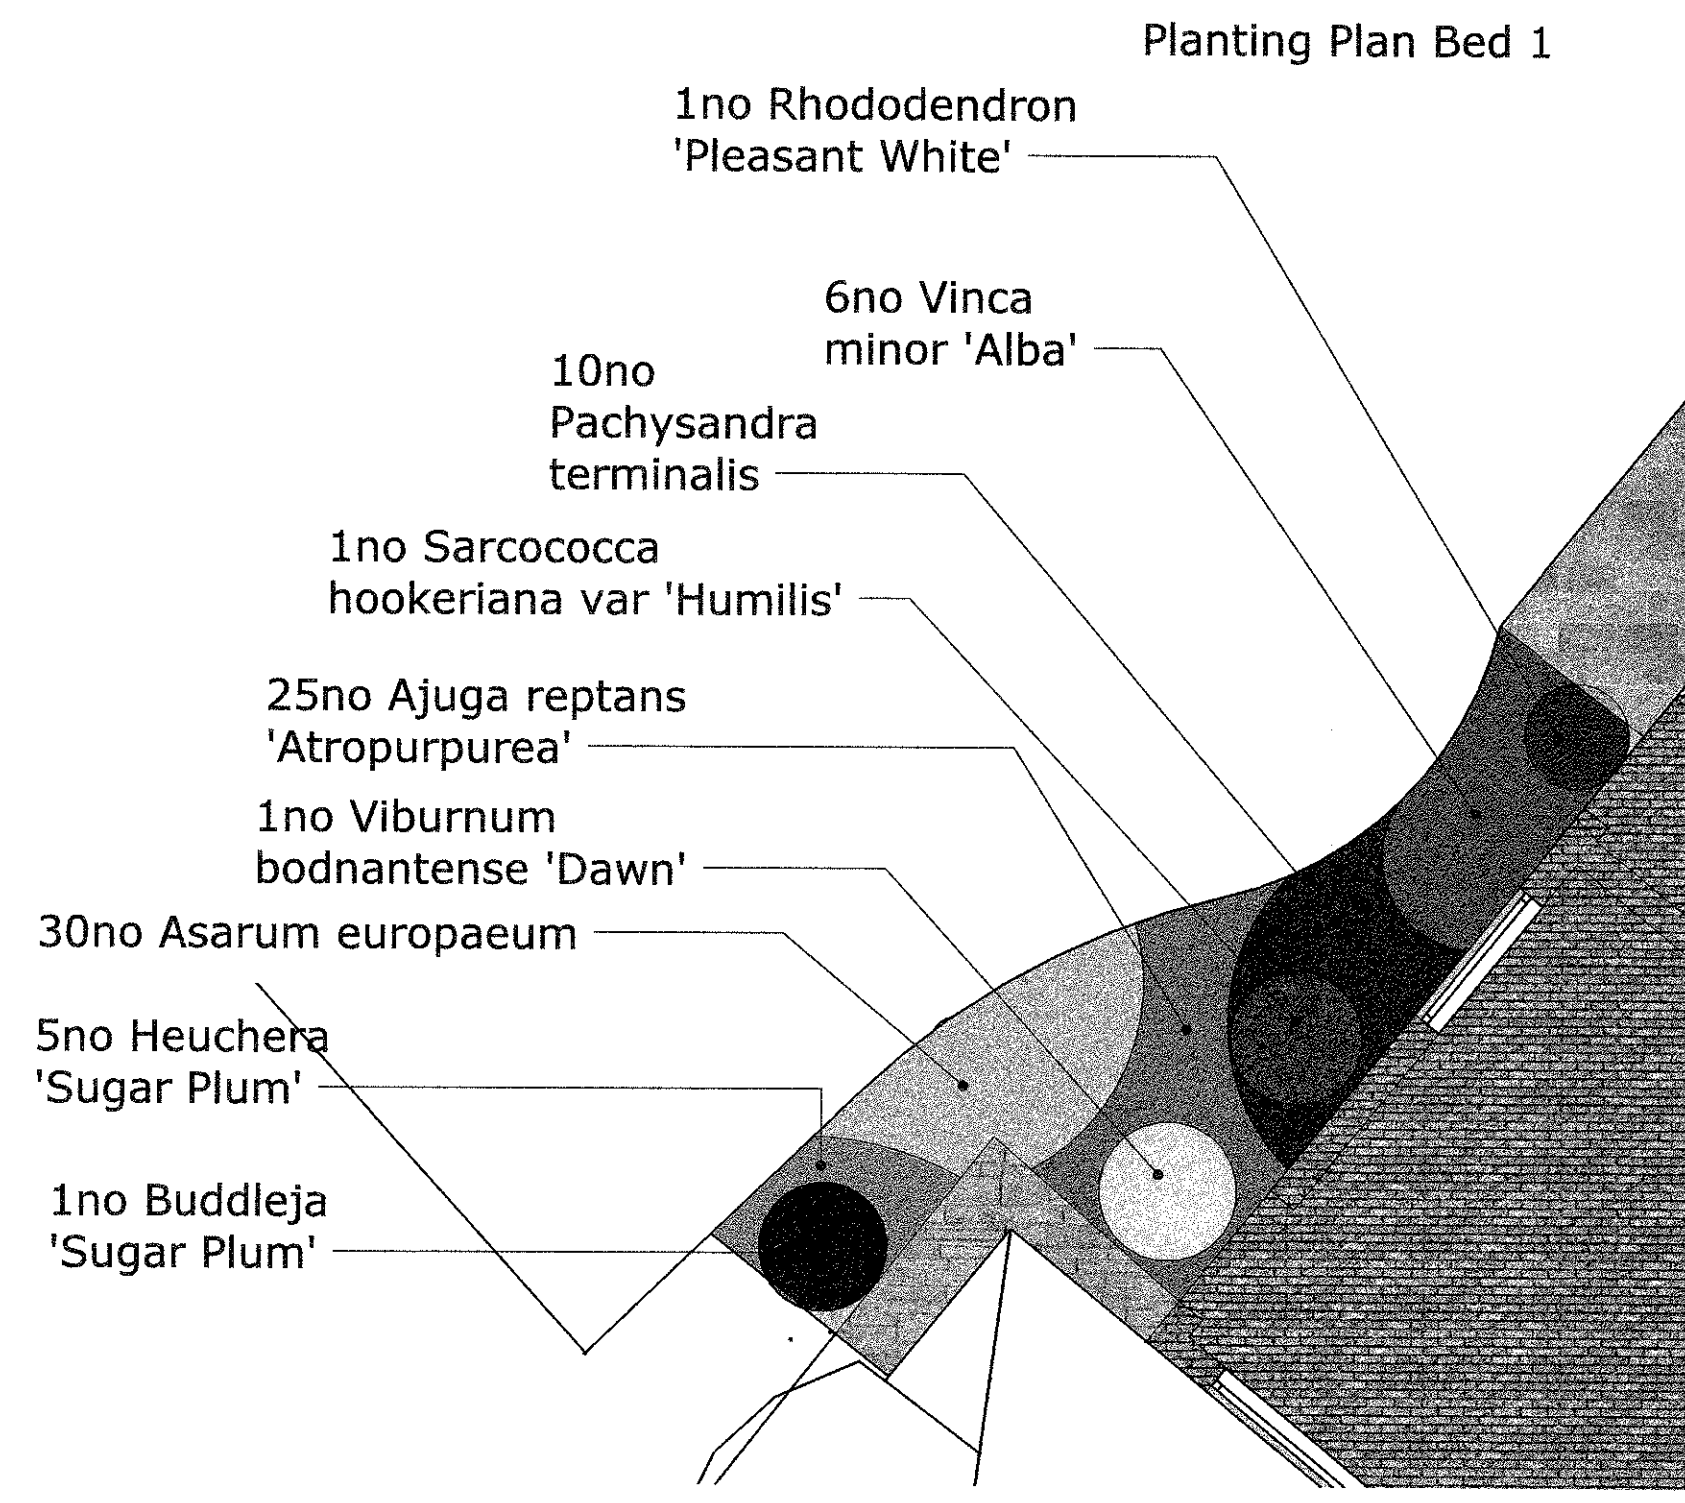 Planting Plan Bed 1
1no Rhododendron
'Pleasant White'
6no Vinca
minor 'Alba'
10no
Pachysandra
terminalis
1no Sarcococca
hookeriana var 'Humilis'
25no Ajuga reptans
'Atropurpurea'
1no Viburnum
bodnantense 'Dawn'
30no Asarum europaeum
5no Heuchera
'Sugar Plum'
1no Buddleja
'Sugar Plum'